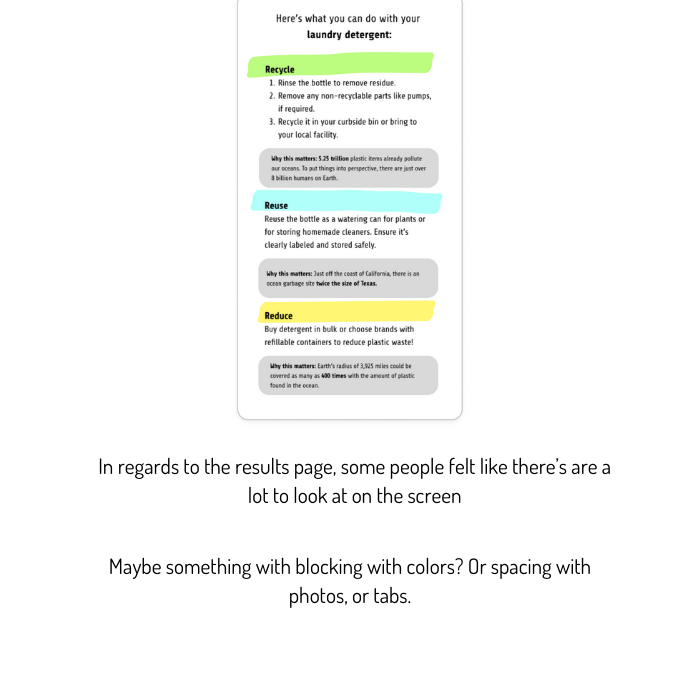 Here's what you can do with your
laundry detergent:
Recycle
1. Rinse the bottle to remove residue.
2. Remove any non-recyclable parts like pumps,
if required.
3. Recycle it in your curbside bin or bring to
your local facility.
Why this matters: 5.25 trillion plastic items already pollute
our oceans. To put things into perspective, there are just over
8 billion humans on Earth.
Reuse
Reuse the bottle as a watering can for plants or
for storing homemade cleaners. Ensure it's
clearly labeled and stored safely.
Why this matters: Just off the coast of California, there is an
ocean garbage site twice the size of Texas.
Reduce
Buy detergent in bulk or choose brands with
refillable containers to reduce plastic waste!
Why this matters: Earth's radius of 3,925 miles could be
covered as many as 400 times with the amount of plastic
found in the ocean.
In regards to the results page, some people felt like there's are a
lot to look at on the screen
Maybe something with blocking with colors? Or spacing with
photos, or tabs.